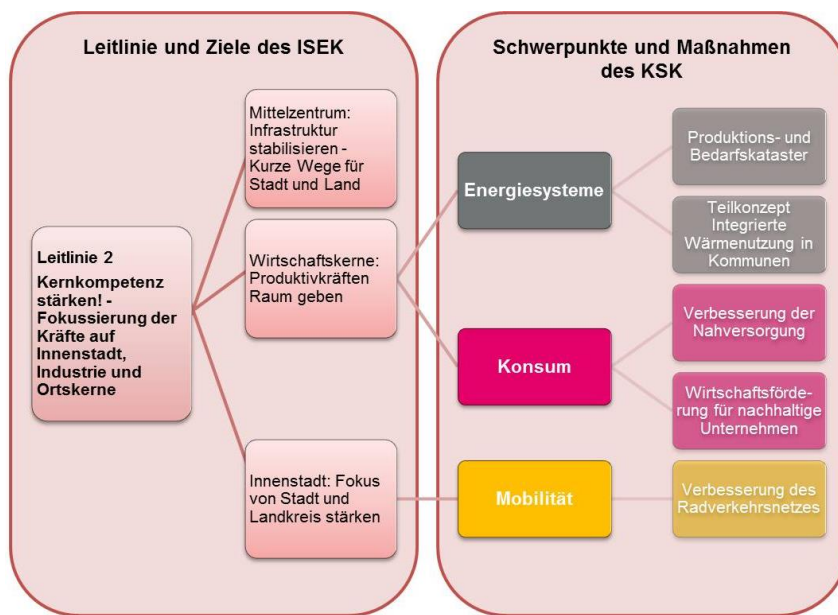 Leitlinie und Ziele des ISEK
Leitlinie 2
Kernkompetenz
stärken! -
Fokussierung der
Kräfte auf
Innenstadt,
Industrie und
Ortskerne
Mittelzentrum:
Infrastruktur
stabilisieren -
Kurze Wege für
Stadt und Land
Wirtschaftskerne:
Produktivkräften
Raum geben
Innenstadt: Fokus
von Stadt und
Landkreis stärken
Schwerpunkte und Maßnahmen
des KSK
Energiesysteme
Produktions- und
Bedarfskataster
Teilkonzept
Integrierte
Wärmenutzung in
Kommunen
Konsum
Verbesserung der
Nahversorgung
Wirtschaftsförde-
rung für nachhaltige
Unternehmen
Mobilität
Verbesserung des
Radverkehrsnetzes